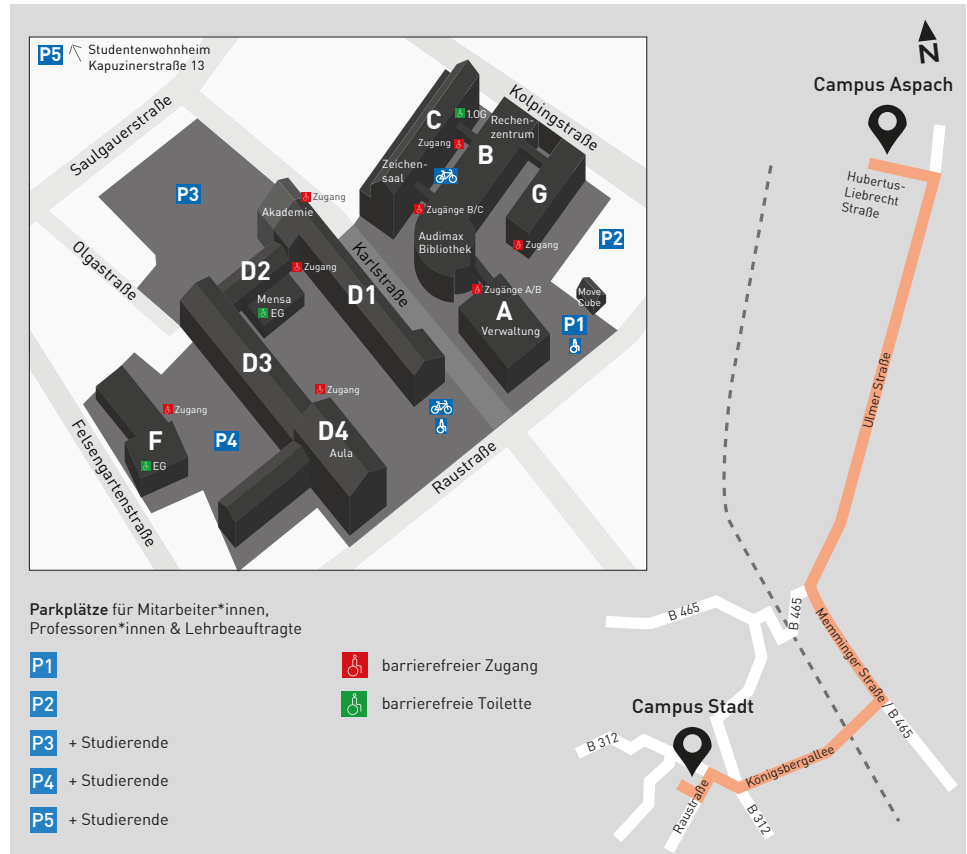 P5
Studentenwohnheim
Kapuzinerstraße 13
N
Campus Aspach
Hubertus-
Liebrecht
Straße
Saulgauerstraße
Kolpingstraße
C
1.OG
Zugang
Rechen-
zentrum
B
Zeichen-
saal
P3
Zugang
Akademie
Zugänge B/C
G
Zugang
P2
Audimax
Bibliothek
Olgastraße
D2
Zugang
Karlstraße
D1
Mensa
EG
Zugänge A/B
A
Verwaltung
Move
Cube
P1
D3
Zugang
Zugang
F
EG
P4
D4
Aula
Felsengartenstraße
Raustraße
Ulmer Straße
Parkplätze für Mitarbeiter*innen,
Professoren*innen & Lehrbeauftragte
P1
P2
P3 + Studierende
P4 + Studierende
P5 + Studierende
barrierefreier Zugang
barrierefreie Toilette
B 465
B 465
Memminger Straße / B 465
Campus Stadt
B 312
Königsbergallee
Raustraße
B 312